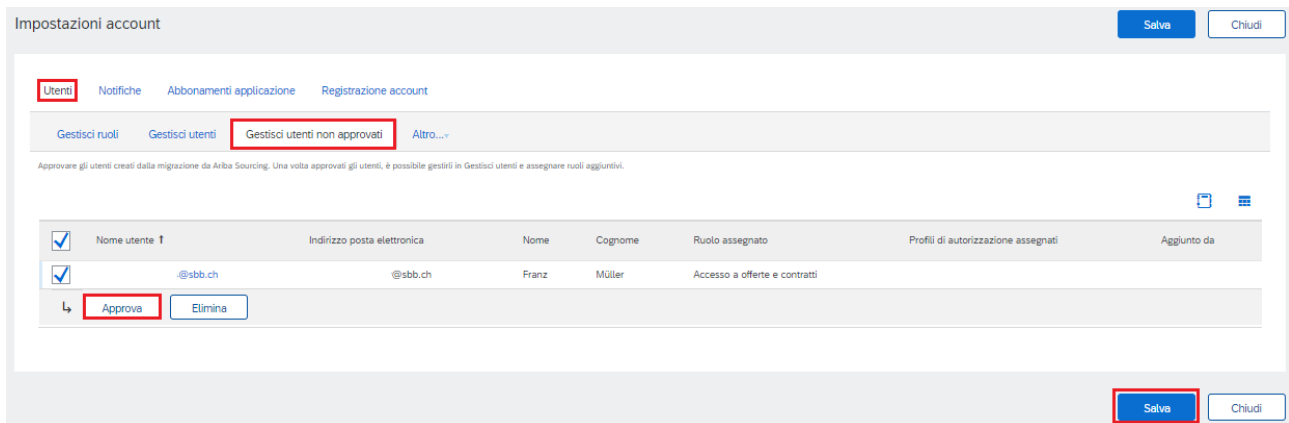 Impostazioni account
Salva
Chiudi
Utenti Notifiche Abbonamenti applicazione Registrazione account
Gestisci ruoli Gestisci utenti Gestisci utenti non approvati Altro...
Approvare gli utenti creati dalla migrazione da Ariba Sourcing. Una volta approvati gli utenti, è possibile gestirli in Gestisci utenti e assegnare ruoli aggiuntivi.
Nome utente ↑ Indirizzo posta elettronica Nome Cognome Ruolo assegnato Profili di autorizzazione assegnati Aggiunto da
@sbb.ch @sbb.ch Franz Müller Accesso a offerte e contratti
Approva Elimina
Salva
Chiudi